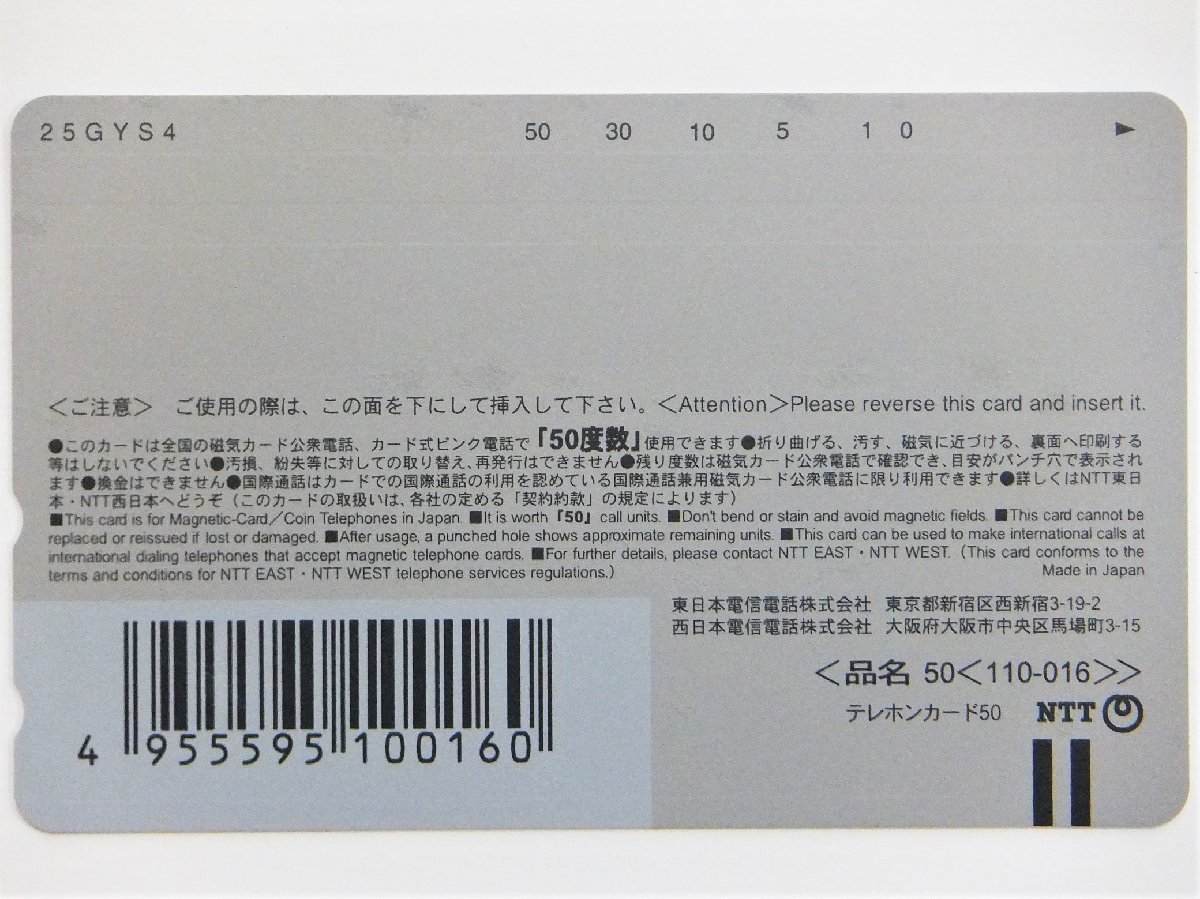 25GYS4 50 30 10 5 1 0 ▶
＜ご注意＞ ご使用の際は、この面を下にして挿入して下さい。＜Attention＞Please reverse this card and insert it.
●このカードは全国の磁気カード公衆電話、カード式ピンク電話で「50度数」使用できます●折り曲げる、汚す、磁気に近づける、裏面へ印刷する
等はしないでください●汚損、紛失等に対しての取り替え、再発行はできません●残り度数は磁気カード公衆電話で確認でき、目安がパンチ穴で表示され
ます●換金はできません●国際通話はカードでの国際通話の利用を認めている国際通話兼用磁気カード公衆電話に限り利用できます●詳しくはNTT東日
本・NTT西日本へどうぞ（このカードの取扱いは、各社の定める「契約約款」の規定によります）
■This card is for Magnetic-Card／Coin Telephones in Japan. ■It is worth「50」call units. ■Don't bend or stain and avoid magnetic fields. ■This card cannot be
replaced or reissued if lost or damaged. ■After usage, a punched hole shows approximate remaining units. ■This card can be used to make international calls at
international dialing telephones that accept magnetic telephone cards. ■For further details, please contact NTT EAST・NTT WEST.（This card conforms to the
terms and conditions for NTT EAST・NTT WEST telephone services regulations.） Made in Japan
東日本電信電話株式会社 東京都新宿区西新宿3-19-2
西日本電信電話株式会社 大阪府大阪市中央区馬場町3-15
＜品名 50＜110-016＞＞
テレホンカード50 NTT
4 955595 100160